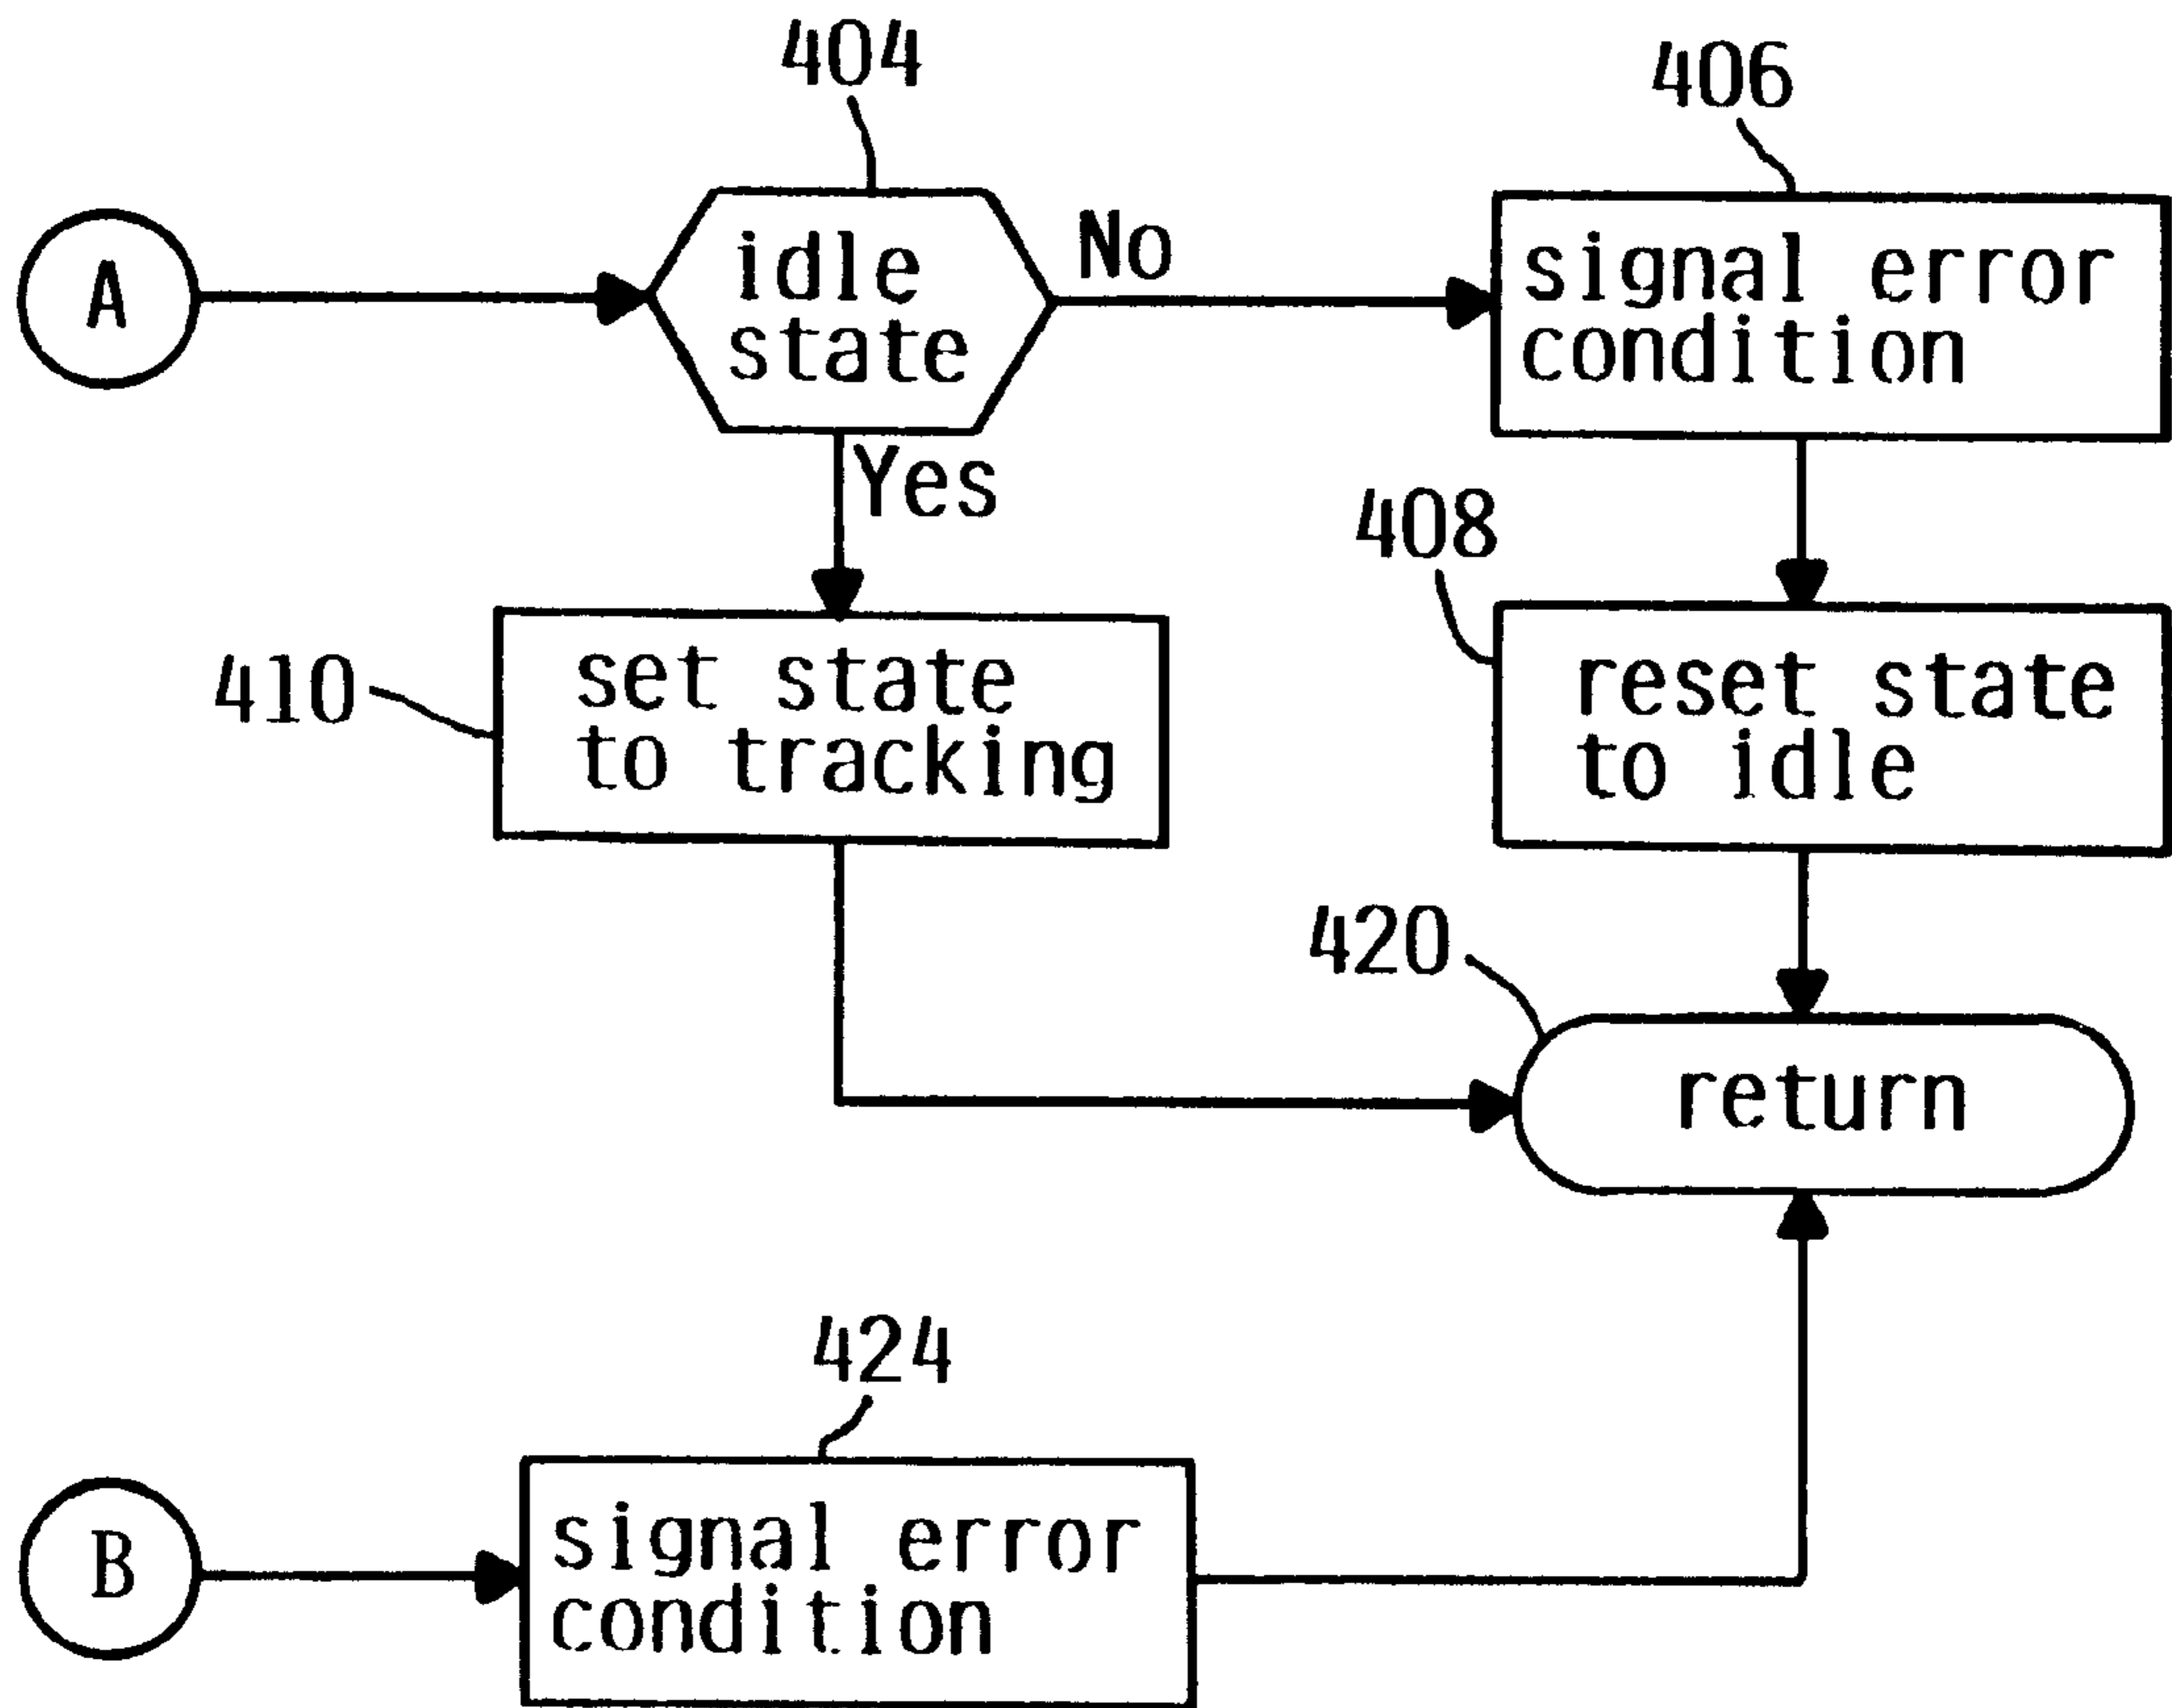 404
406
A
idle
state
No
signal error
condition
Yes
408
410
set state
to tracking
reset state
to idle
420
return
424
B
signal error
condition